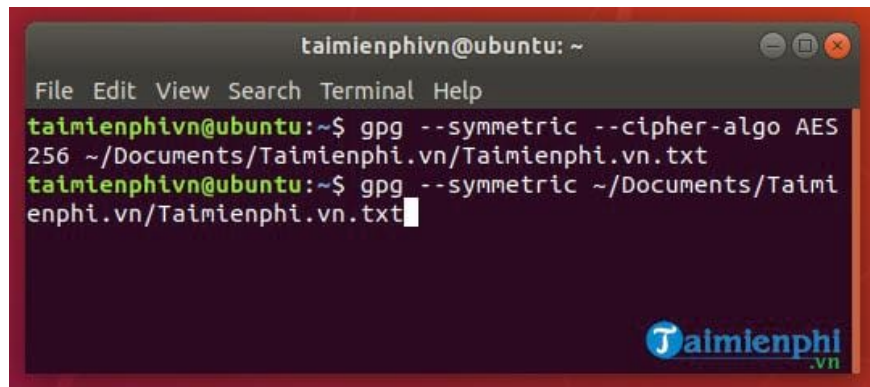 taimienphivn@ubuntu: ~
File Edit View Search Terminal Help
taimienphivn@ubuntu:~$ gpg --symmetric --cipher-algo AES
256 ~/Documents/Taimienphi.vn/Taimienphi.vn.txt
taimienphivn@ubuntu:~$ gpg --symmetric ~/Documents/Taimi
enphi.vn/Taimienphi.vn.txt
Taimienphi
.vn